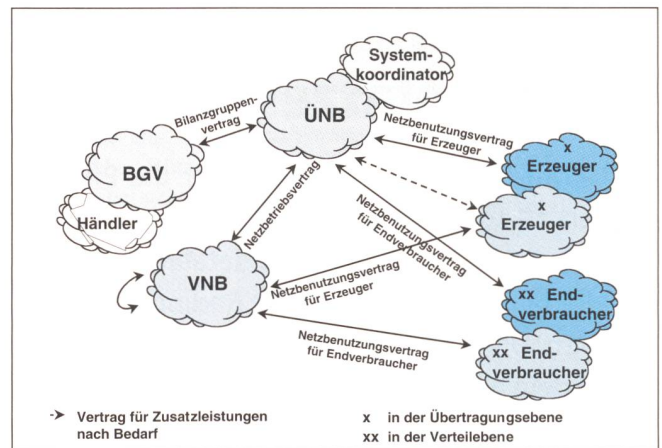 System-
koordinator
ÜNB
Bilanzgruppen-
vertrag
Netzbenutzungsvertrag
für Erzeuger
x
Erzeuger
BGV
Händler
Netzbetriebsvertrag
x
Erzeuger
Netzbenutzungsvertrag
für Endverbraucher
VNB
Netzbenutzungsvertrag
für Erzeuger
xx End-
verbraucher
Netzbenutzungsvertrag
für Endverbraucher
xx End-
verbraucher
Vertrag für Zusatzleistungen
nach Bedarf
x in der Übertragungsebene
xx in der Verteilebene